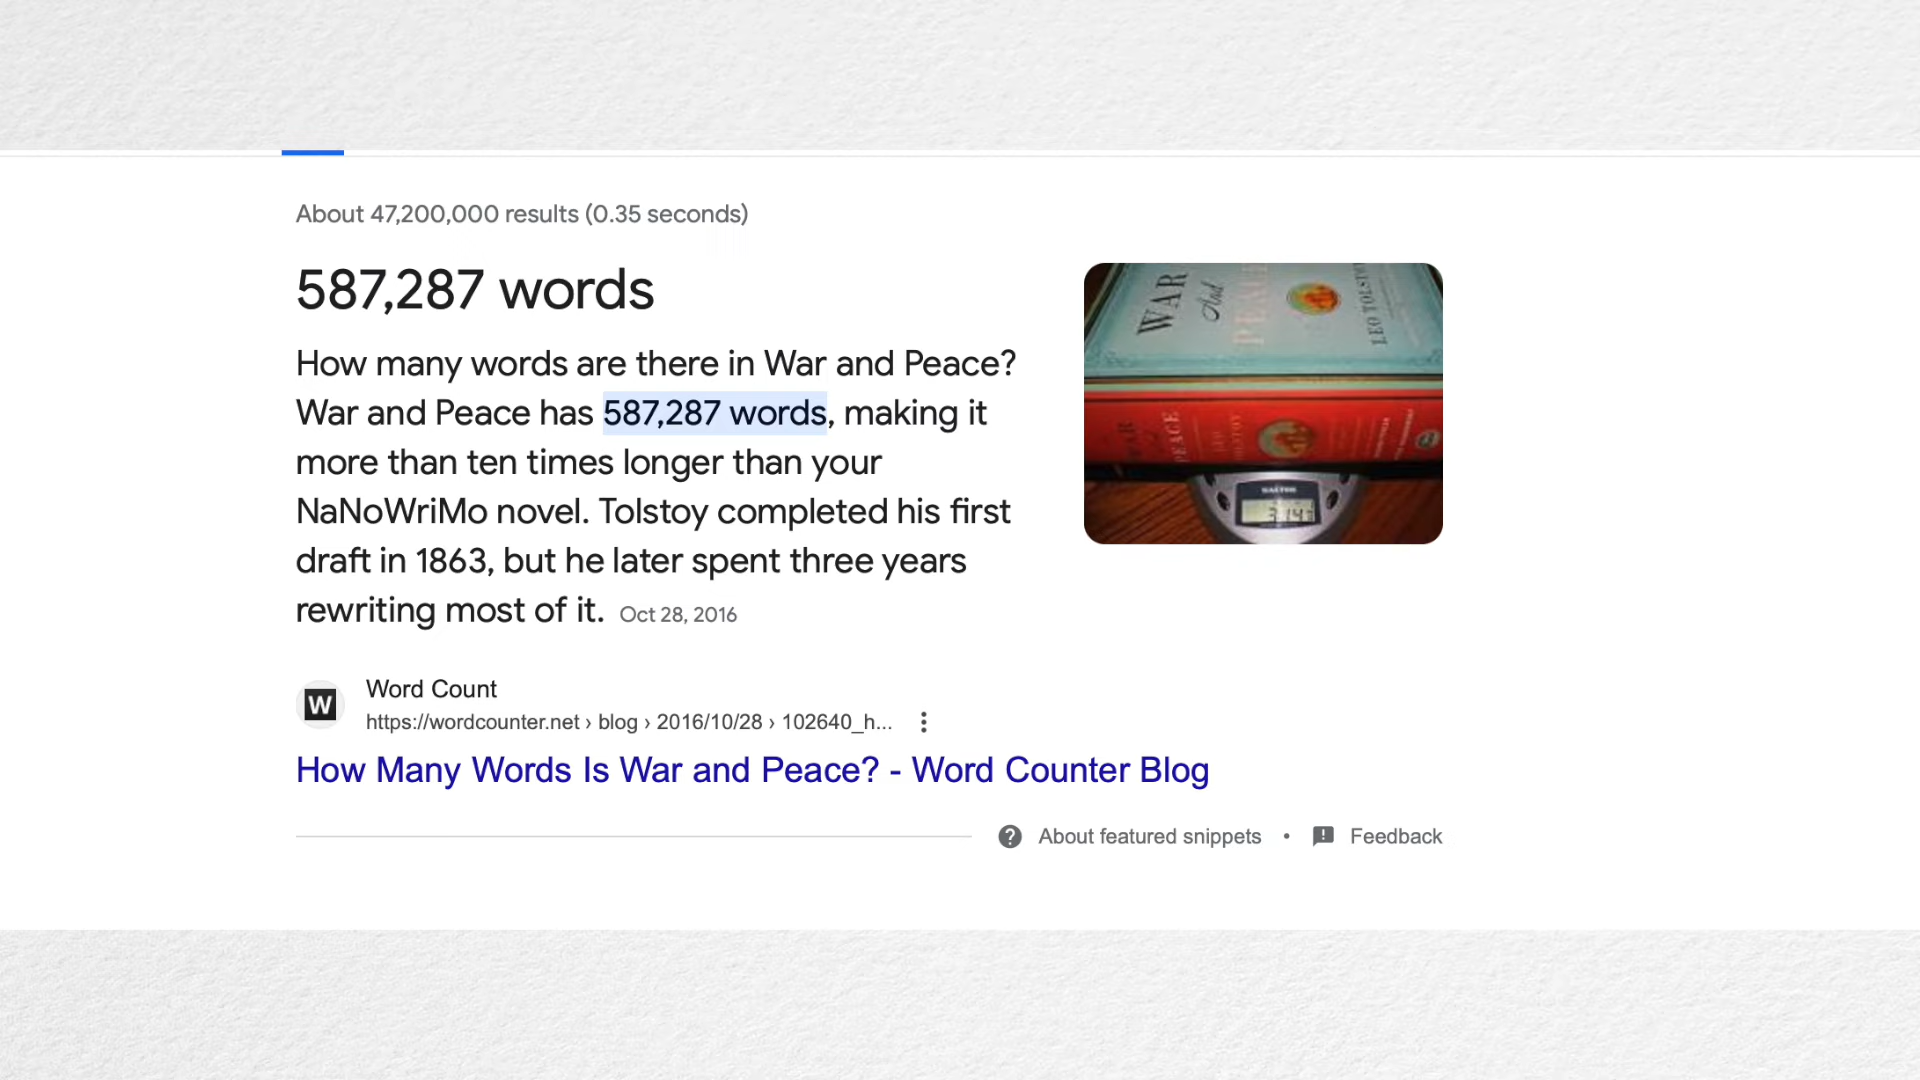 About 47,200,000 results (0.35 seconds)
587,287 words
How many words are there in War and Peace?
War and Peace has 587,287 words, making it
more than ten times longer than your
NaNoWriMo novel. Tolstoy completed his first
draft in 1863, but he later spent three years
rewriting most of it. Oct 28, 2016
WAR
And
PEACE
LEO TOLSTOY
W
Word Count
https://wordcounter.net › blog › 2016/10/28 › 102640_h...
How Many Words Is War and Peace? - Word Counter Blog
About featured snippets • Feedback